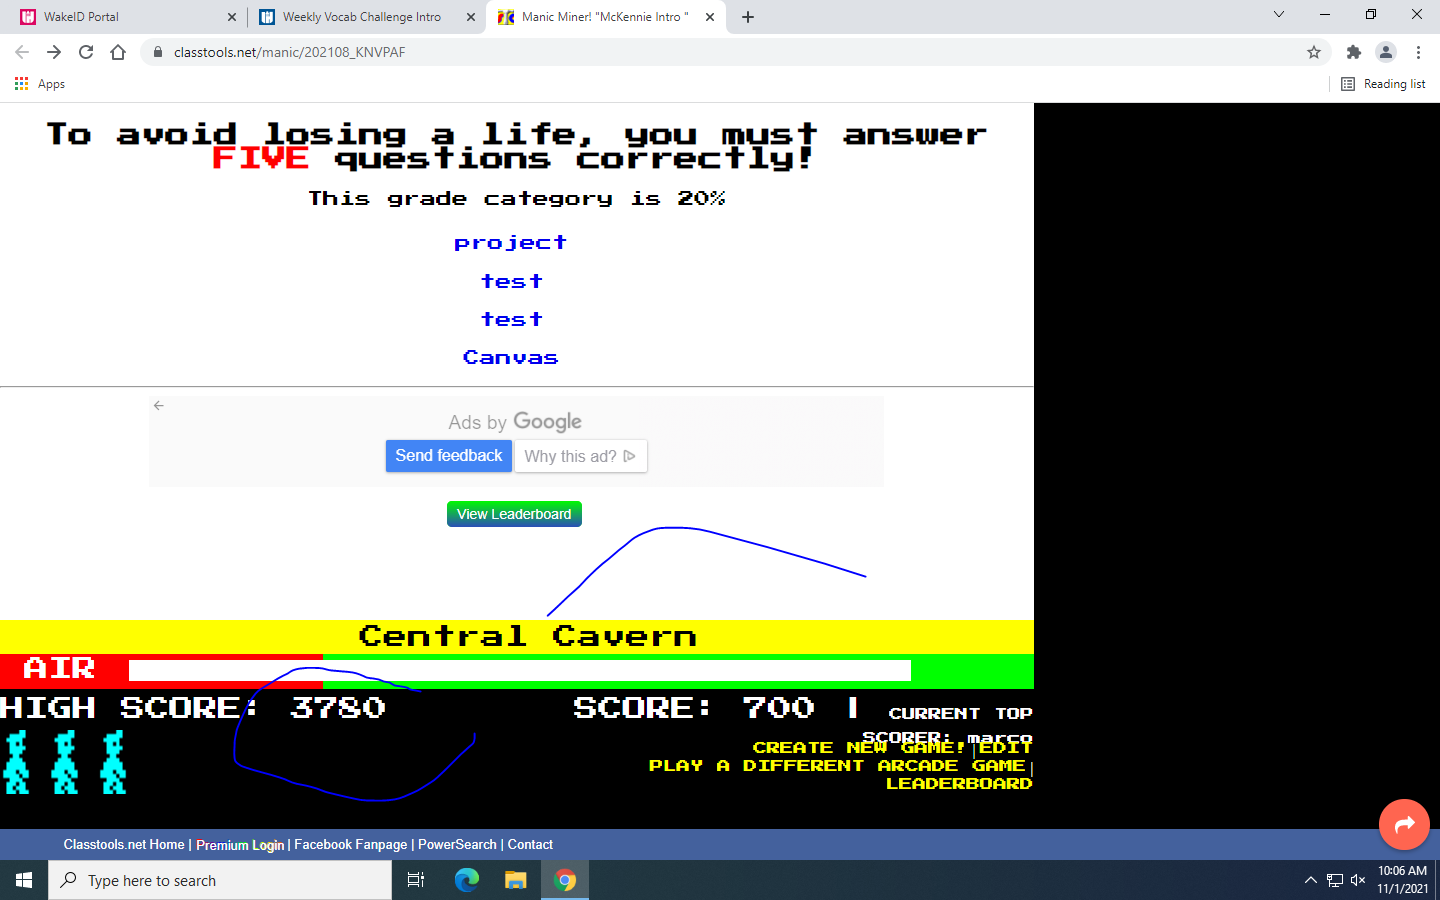 WakeID Portal
Weekly Vocab Challenge Intro
Manic Miner! "McKennie Intro "
classtools.net/manic/202108_KNVPAF
Apps
Reading list
To avoid losing a life, you must answer
FIVE questions correctly!
This grade category is 20%
project
test
test
Canvas
Ads by Google
Send feedback
Why this ad?
View Leaderboard
Central Cavern
AIR
HIGH SCORE: 3780
SCORE: 700 |
CURRENT TOP
SCORER: marco
CREATE NEW GAME!|EDIT
PLAY A DIFFERENT ARCADE GAME|
LEADERBOARD
Classtools.net Home | Premium Login | Facebook Fanpage | PowerSearch | Contact
Type here to search
10:06 AM
11/1/2021